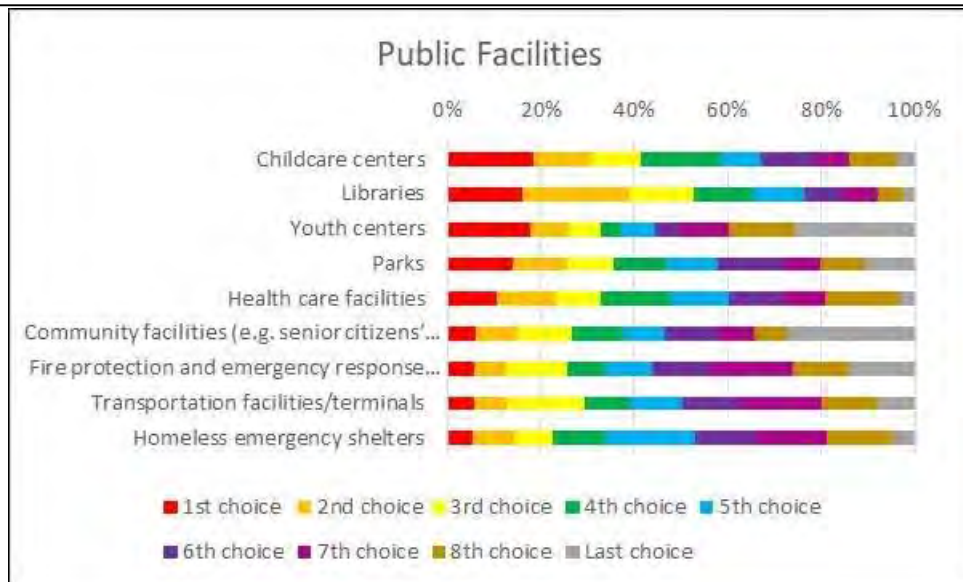 Public Facilities
0% 20% 40% 60% 80% 100%
Childcare centers
Libraries
Youth centers
Parks
Health care facilities
Community facilities (e.g. senior citizens'...
Fire protection and emergency response...
Transportation facilities/terminals
Homeless emergency shelters
1st choice 2nd choice 3rd choice 4th choice 5th choice
6th choice 7th choice 8th choice Last choice